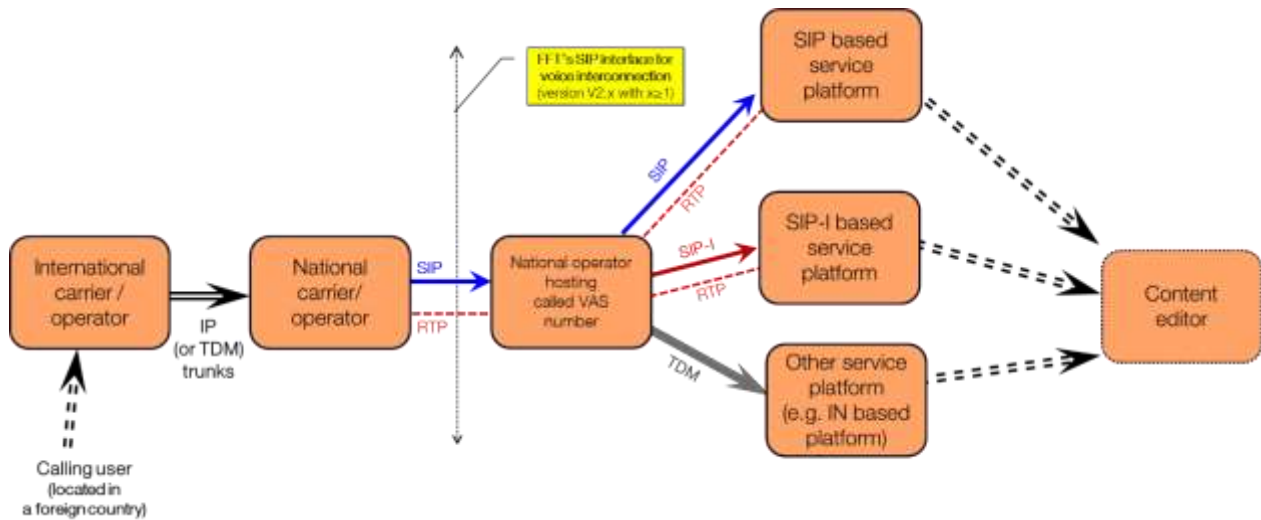 SIP based
service
platform
FFT's SIP interface for
voice interconnection
(version V2.x with x≥1)
SIP
RTP
SIP-I based
service
platform
International
carrier /
operator
National
carrier/
operator
SIP
RTP
National operator
hosting
called VAS
number
SIP-I
RTP
Content
editor
IP
(or TDM)
trunks
TDM
Other service
platform
(e.g. IN based
platform)
Calling user
(located in
a foreign country)